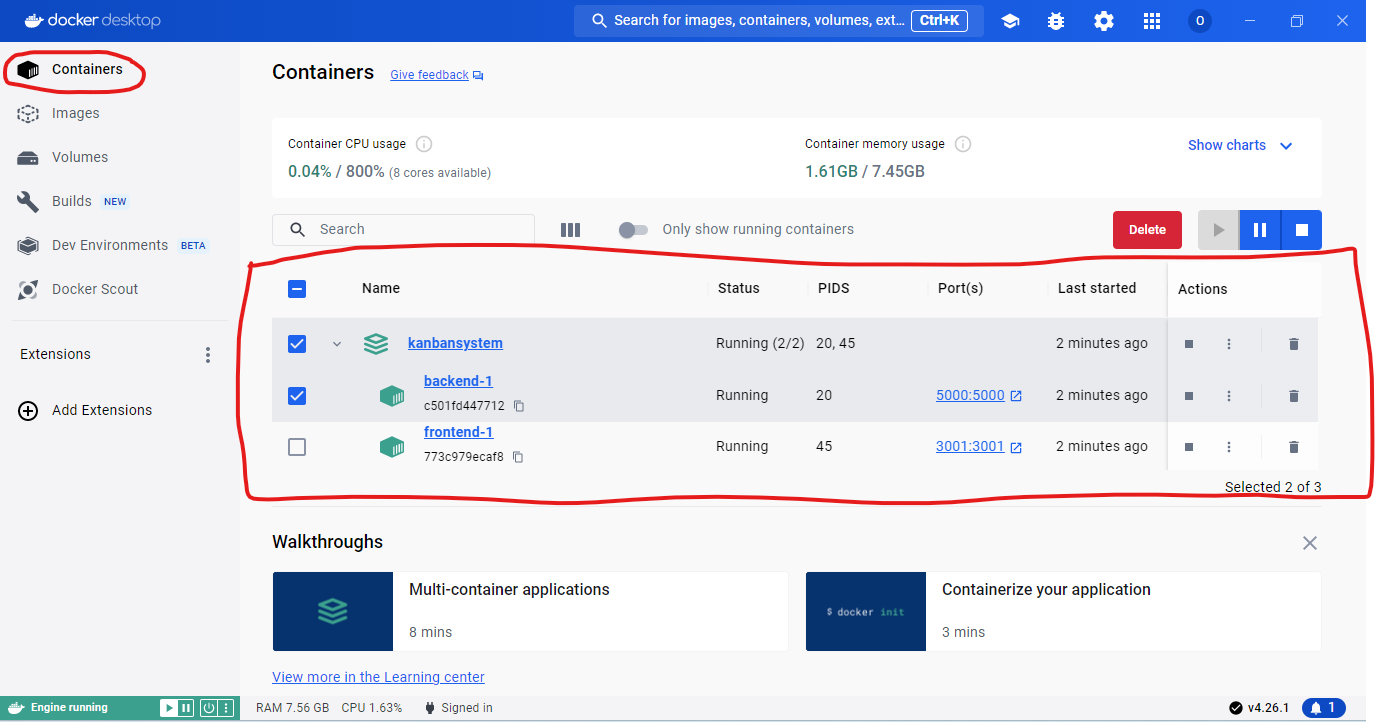 docker desktop
Search for images, containers, volumes, ext... Ctrl+K
O
Containers
Images
Volumes
Builds NEW
Dev Environments BETA
Docker Scout
Extensions
Add Extensions
Containers Give feedback
Container CPU usage
0.04% / 800% (8 cores available)
Container memory usage
1.61GB / 7.45GB
Show charts
Search
Only show running containers
Delete
Name Status PIDS Port(s) Last started Actions
kanbansystem Running (2/2) 20, 45 2 minutes ago
backend-1
c501fd447712
Running 20 5000:5000 2 minutes ago
frontend-1
773c979ecaf8
Running 45 3001:3001 2 minutes ago
Selected 2 of 3
Walkthroughs
Multi-container applications
8 mins
$ docker init
Containerize your application
3 mins
View more in the Learning center
Engine running
RAM 7.56 GB CPU 1.63% Signed in
v4.26.1
1